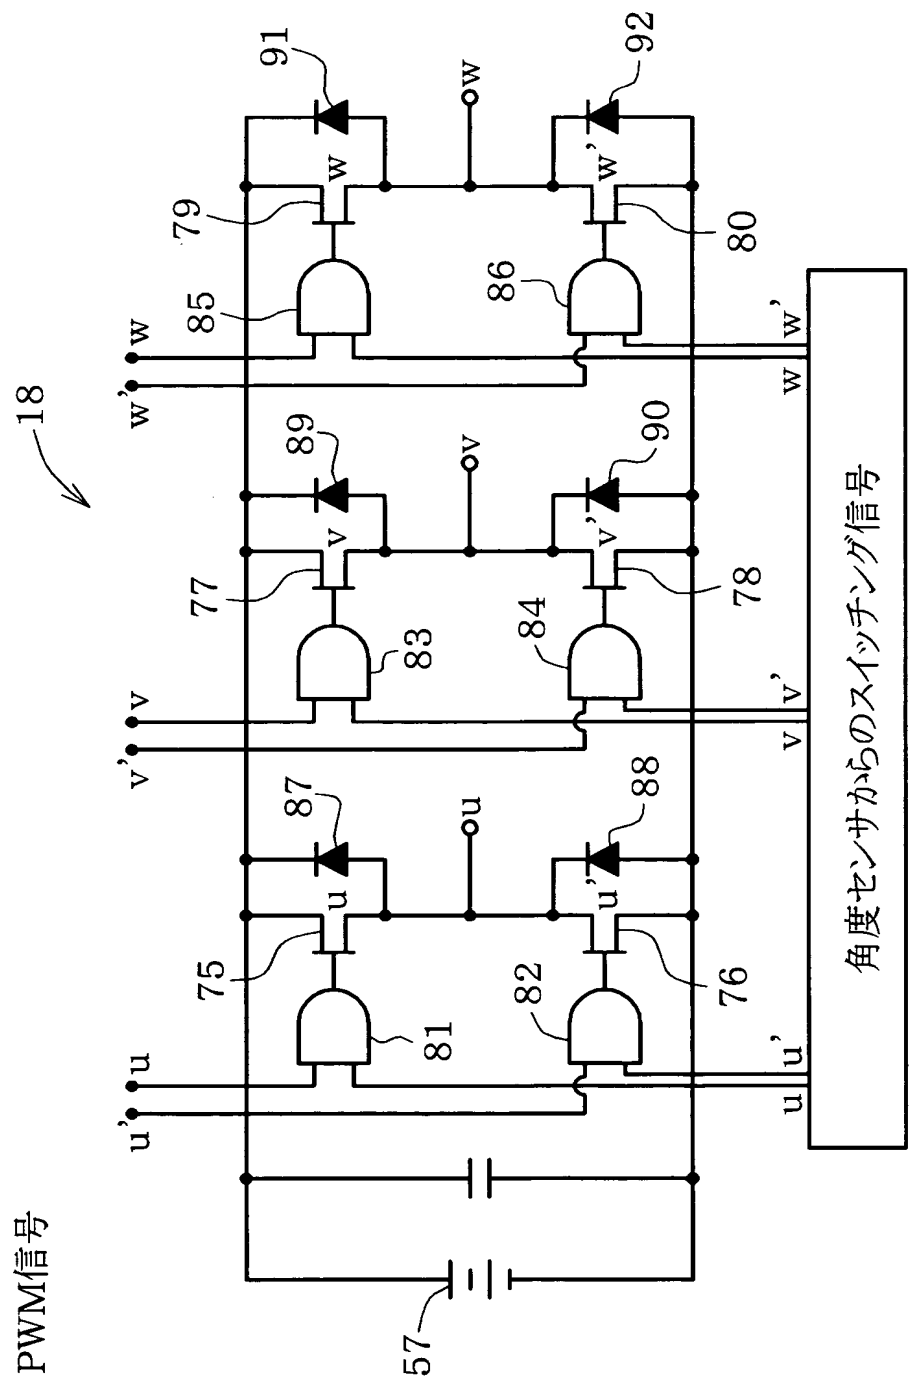 PWM信号
18
u' u v' v w' w
75 77 85 79
87 89 91
u v w
57 81 83
u v w
82 84 86
u' v' w'
88 90 92
76 78 80
u u' v v' w w'
角度センサからのスイッチング信号